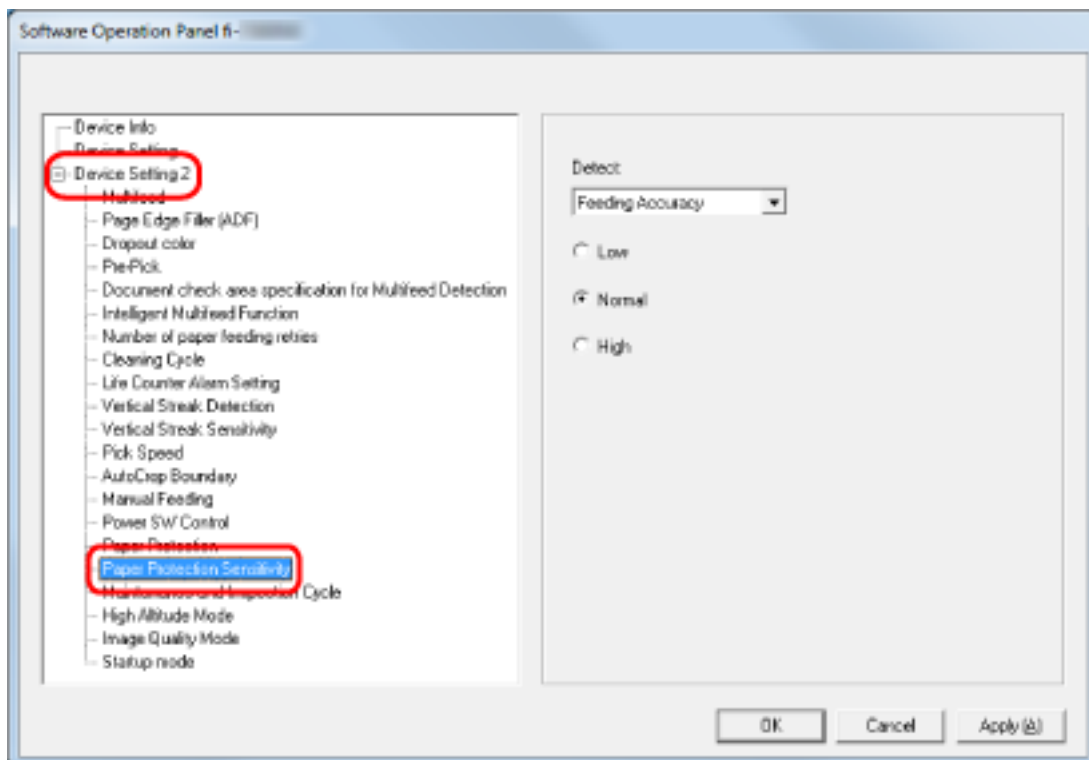 Software Operation Panel fi-
Device Info
Device Setting
Device Setting 2
Multifeed
Page Edge Filler (ADF)
Dropout color
Pre-Pick
Document check area specification for Multifeed Detection
Intelligent Multifeed Function
Number of paper feeding retries
Cleaning Cycle
Life Counter Alarm Setting
Vertical Streak Detection
Vertical Streak Sensitivity
Pick Speed
AutoCrop Boundary
Manual Feeding
Power SW Control
Paper Protection
Paper Protection Sensitivity
Maintenance and Inspection Cycle
High Altitude Mode
Image Quality Mode
Startup mode
Detect
Feeding Accuracy
Low
Normal
High
OK Cancel Apply (A)